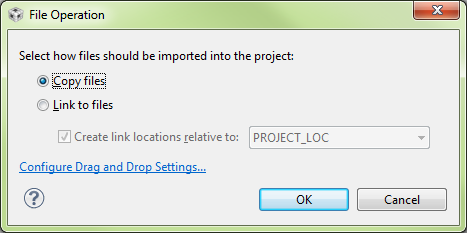 File Operation
Select how files should be imported into the project:
Copy files
Link to files
Create link locations relative to: PROJECT_LOC
Configure Drag and Drop Settings...
? OK Cancel